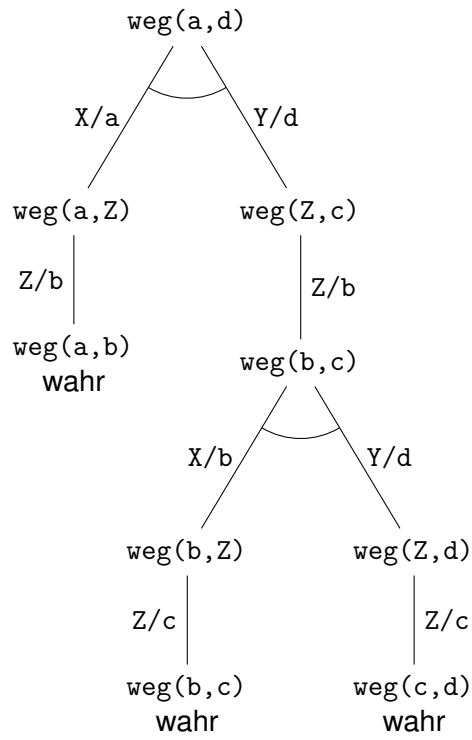 weg(a,d)
X/a Y/d
weg(a,Z) weg(Z,c)
Z/b Z/b
weg(a,b) weg(b,c)
wahr
X/b Y/d
weg(b,Z) weg(Z,d)
Z/c Z/c
weg(b,c) weg(c,d)
wahr wahr